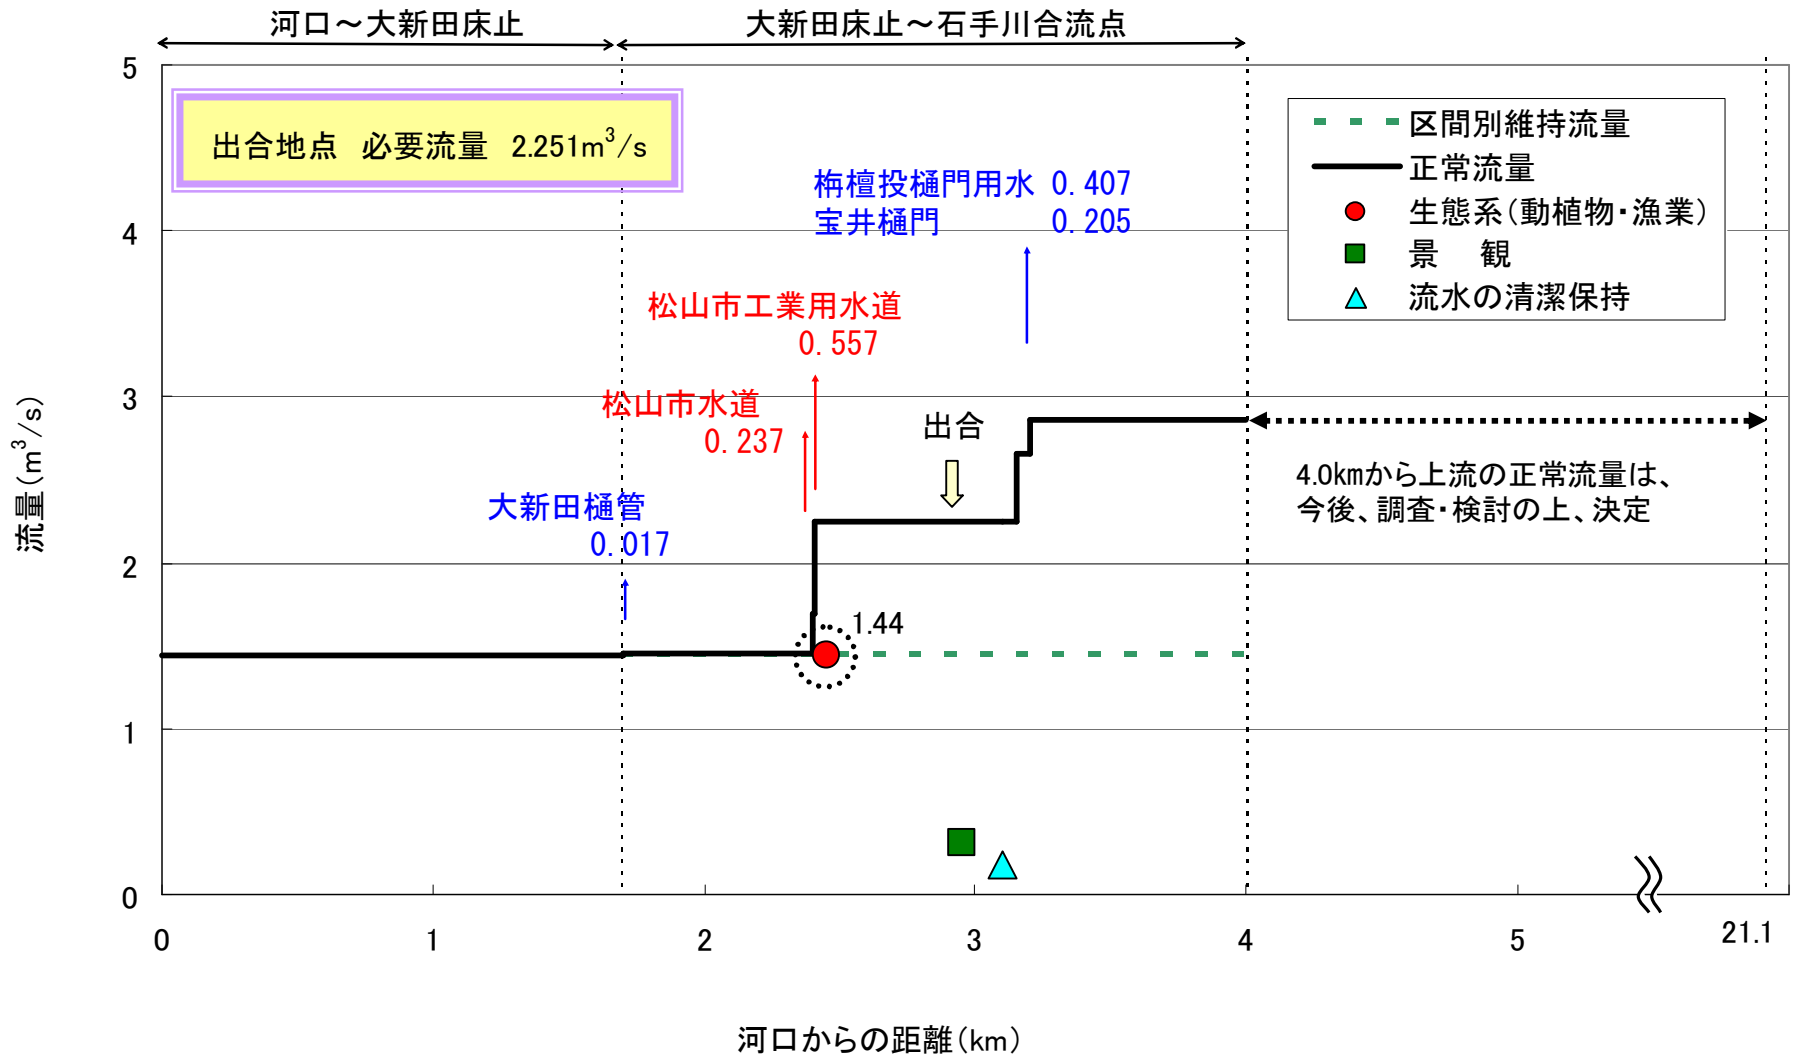 河口～大新田床止
大新田床止～石手川合流点
出合地点 必要流量 2.251m³/s
区間別維持流量
正常流量
生態系(動植物・漁業)
景 観
流水の清潔保持
栴檀投樋門用水 0.407
宝井樋門 0.205
松山市工業用水道
0.557
松山市水道
0.237
出合
大新田樋管
0.017
4.0kmから上流の正常流量は、
今後、調査・検討の上、決定
1.44
流量(m³/s)
5
4
3
2
1
0
0 1 2 3 4 5 21.1
河口からの距離(km)